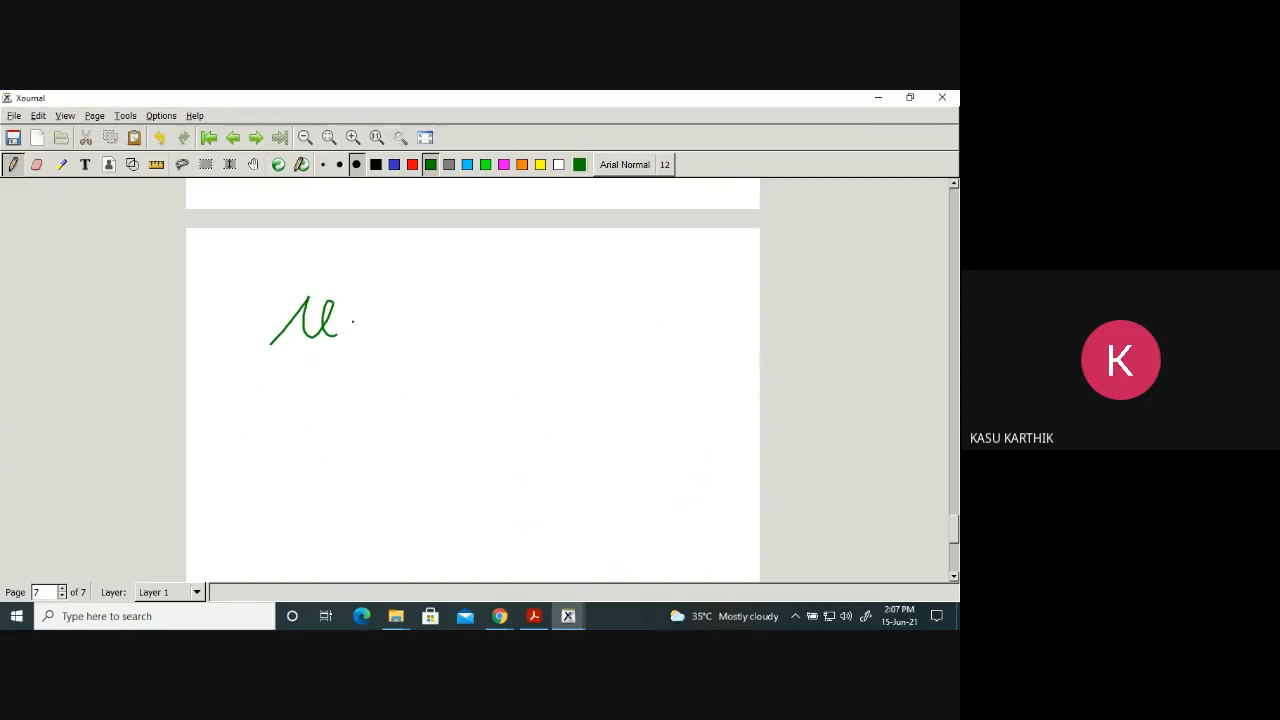 Xournal
File Edit View Page Tools Options Help
T Arial Normal 12
Page 7 of 7 Layer: Layer 1
Type here to search
35°C Mostly cloudy
2:07 PM
15-Jun-21
K
KASU KARTHIK